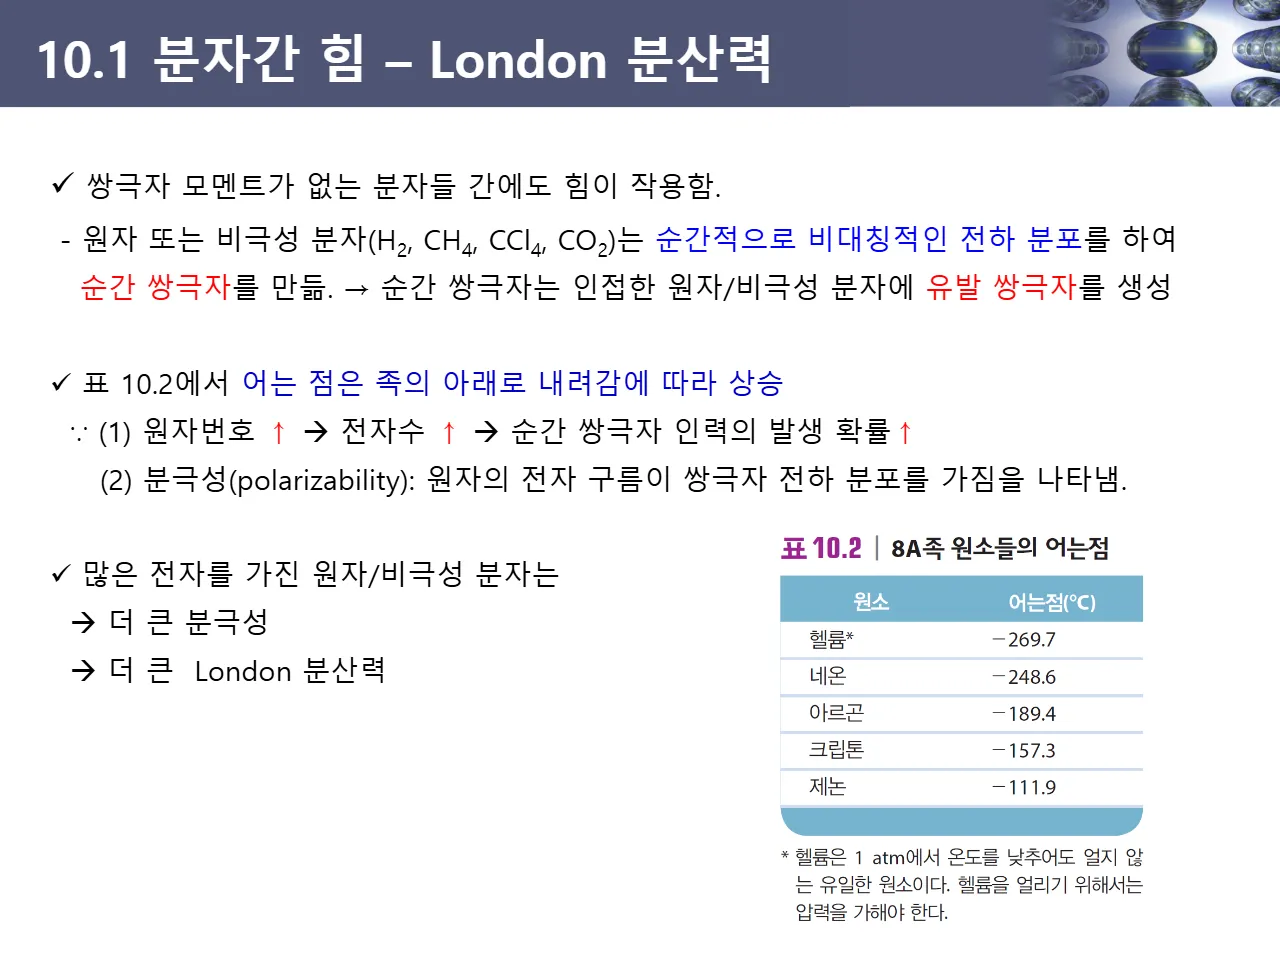 10.1 분자간 힘 – London 분산력
✓ 쌍극자 모멘트가 없는 분자들 간에도 힘이 작용함.
- 원자 또는 비극성 분자(H₂, CH₄, CCl₄, CO₂)는 순간적으로 비대칭적인 전하 분포를 하여
순간 쌍극자를 만듦. → 순간 쌍극자는 인접한 원자/비극성 분자에 유발 쌍극자를 생성
✓ 표 10.2에서 어는 점은 족의 아래로 내려감에 따라 상승
∵ (1) 원자번호 ↑ → 전자수 ↑ → 순간 쌍극자 인력의 발생 확률↑
(2) 분극성(polarizability): 원자의 전자 구름이 쌍극자 전하 분포를 가짐을 나타냄.
✓ 많은 전자를 가진 원자/비극성 분자는
→ 더 큰 분극성
→ 더 큰 London 분산력
표 10.2 | 8A족 원소들의 어는점
원소 어는점(°C)
헬륨* −269.7
네온 −248.6
아르곤 −189.4
크립톤 −157.3
제논 −111.9
* 헬륨은 1 atm에서 온도를 낮추어도 얼지 않
는 유일한 원소이다. 헬륨을 얼리기 위해서는
압력을 가해야 한다.